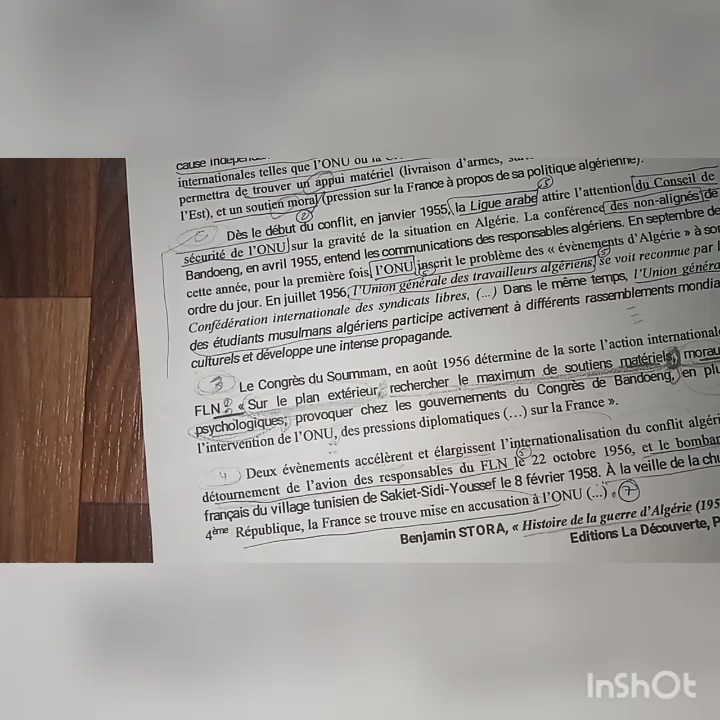 cause
internationales telles que l'ONU ou la
permettra de trouver un appui matériel (livraison d'armes,
l'Est), et un soutien moral (pression sur la France à propos de sa politique algérienne).
Dès le début du conflit, en janvier 1955, la Ligue arabe attire l'attention du Conseil de
sécurité de l'ONU sur la gravité de la situation en Algérie. La conférence des non-alignés de
Bandoeng, en avril 1955, entend les communications des responsables algériens. En septembre de
cette année, pour la première fois, l'ONU inscrit le problème des « évènements d'Algérie » à son
ordre du jour. En juillet 1956, l'Union générale des travailleurs algériens, se voit reconnue par l
Confédération internationale des syndicats libres, (...) Dans le même temps, l'Union généra
des étudiants musulmans algériens participe activement à différents rassemblements mondia
culturels et développe une intense propagande.
3 Le Congrès du Soummam, en août 1956 détermine de la sorte l'action international
FLN : « Sur le plan extérieur, rechercher le maximum de soutiens matériels, morau
psychologiques, provoquer chez les gouvernements du Congrès de Bandoeng, en plu
l'intervention de l'ONU, des pressions diplomatiques (...) sur la France ».
4 Deux évènements accélèrent et élargissent l'internationalisation du conflit algéri
détournement de l'avion des responsables du FLN le 22 octobre 1956, et le bombar
français du village tunisien de Sakiet-Sidi-Youssef le 8 février 1958. À la veille de la chu
4ème République, la France se trouve mise en accusation à l'ONU (...). 7
Benjamin STORA, « Histoire de la guerre d'Algérie (195
Editions La Découverte, P
InShOt